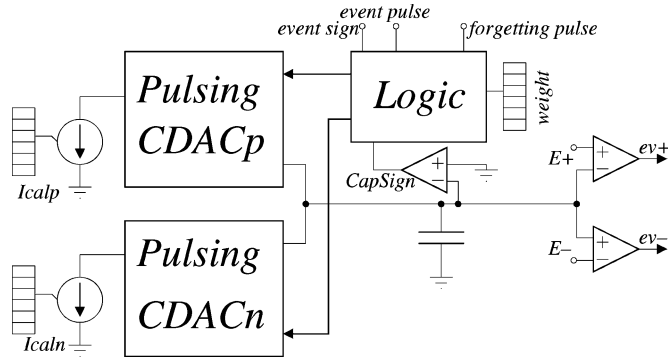 event pulse
event sign
forgetting pulse
Pulsing
CDACp
Logic
weight
Icalp
CapSign
+
−
E+
+
−
ev+
Pulsing
CDACn
Icaln
E−
+
−
ev−